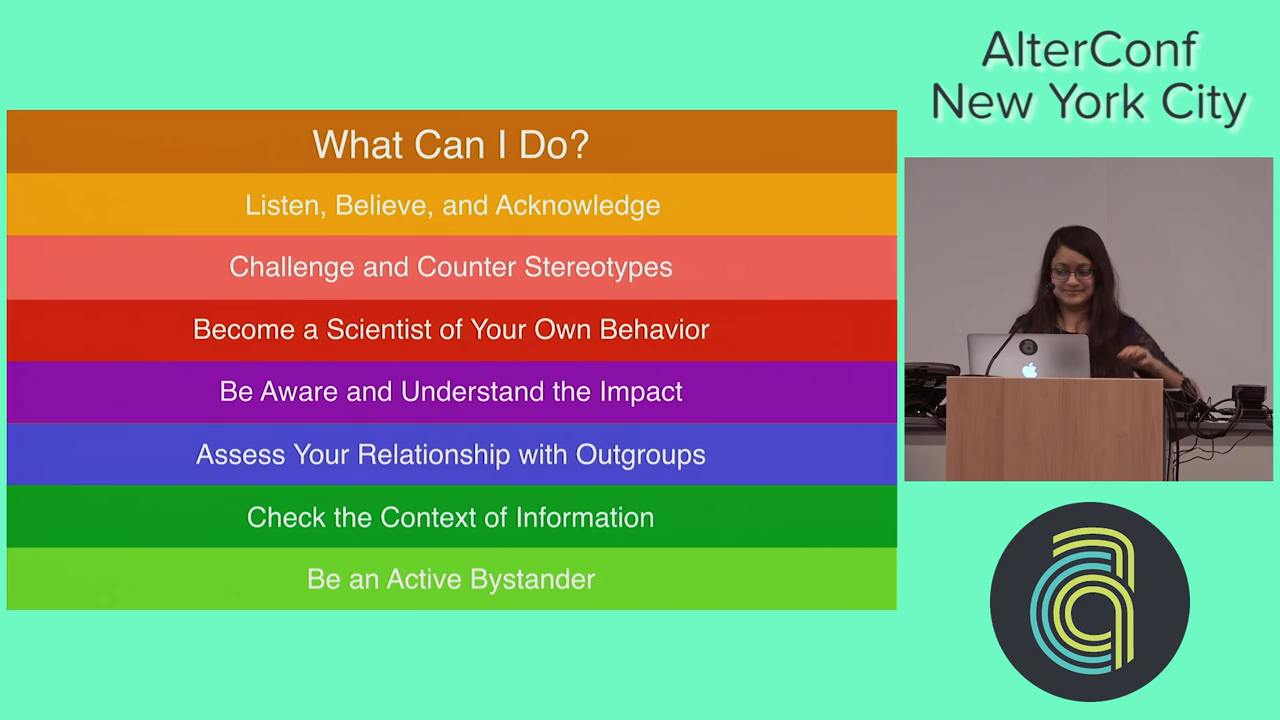 AlterConf
New York City
What Can I Do?
Listen, Believe, and Acknowledge
Challenge and Counter Stereotypes
Become a Scientist of Your Own Behavior
Be Aware and Understand the Impact
Assess Your Relationship with Outgroups
Check the Context of Information
Be an Active Bystander